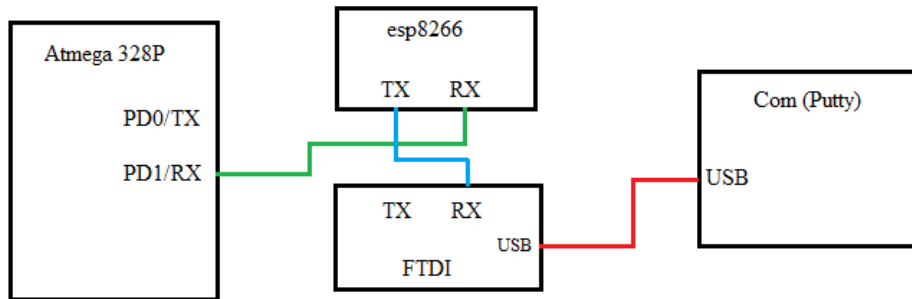 Atmega 328P
PD0/TX
PD1/RX
esp8266
TX RX
TX RX
USB
FTDI
Com (Putty)
USB